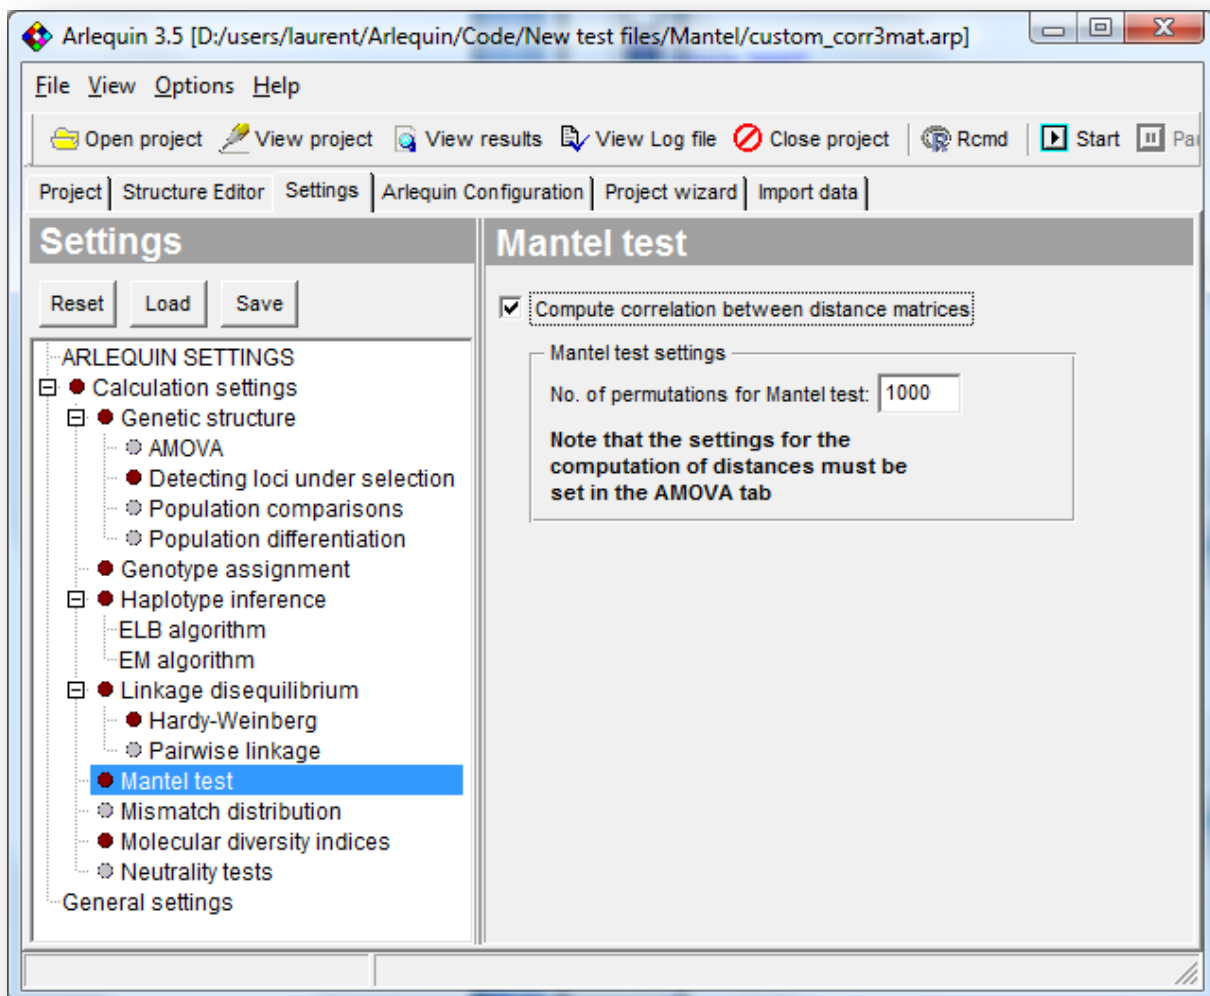 Arlequin 3.5 [D:/users/laurent/Arlequin/Code/New test files/Mantel/custom_corr3mat.arp]
File View Options Help
Open project View project View results View Log file Close project Rcmd Start Pau
Project Structure Editor Settings Arlequin Configuration Project wizard Import data
Settings
Reset Load Save
ARLEQUIN SETTINGS
Calculation settings
Genetic structure
AMOVA
Detecting loci under selection
Population comparisons
Population differentiation
Genotype assignment
Haplotype inference
ELB algorithm
EM algorithm
Linkage disequilibrium
Hardy-Weinberg
Pairwise linkage
Mantel test
Mismatch distribution
Molecular diversity indices
Neutrality tests
General settings
Mantel test
Compute correlation between distance matrices
Mantel test settings
No. of permutations for Mantel test: 1000
Note that the settings for the
computation of distances must be
set in the AMOVA tab